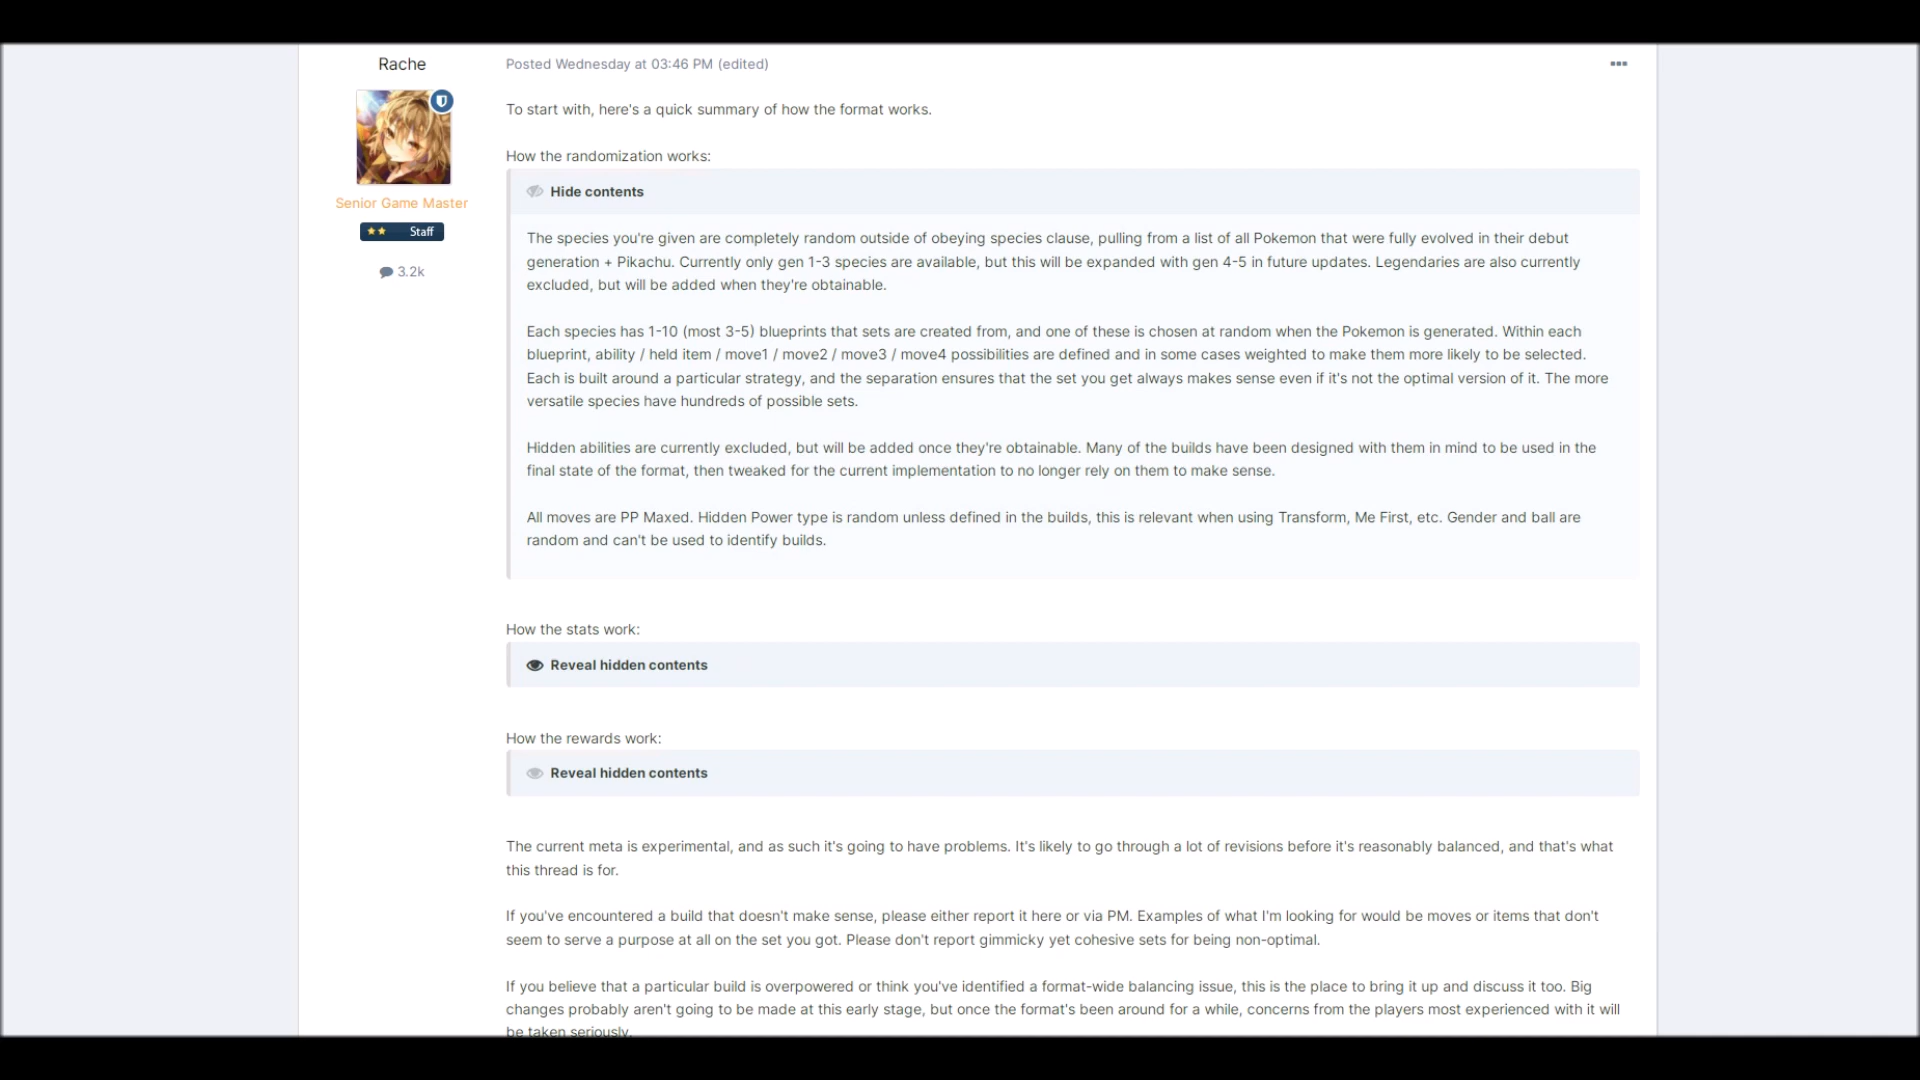 Rache
Posted Wednesday at 03:46 PM (edited)
Senior Game Master
Staff
3.2k
To start with, here's a quick summary of how the format works.
How the randomization works:
Hide contents
The species you're given are completely random outside of obeying species clause, pulling from a list of all Pokemon that were fully evolved in their debut
generation + Pikachu. Currently only gen 1-3 species are available, but this will be expanded with gen 4-5 in future updates. Legendaries are also currently
excluded, but will be added when they're obtainable.
Each species has 1-10 (most 3-5) blueprints that sets are created from, and one of these is chosen at random when the Pokemon is generated. Within each
blueprint, ability / held item / move1 / move2 / move3 / move4 possibilities are defined and in some cases weighted to make them more likely to be selected.
Each is built around a particular strategy, and the separation ensures that the set you get always makes sense even if it's not the optimal version of it. The more
versatile species have hundreds of possible sets.
Hidden abilities are currently excluded, but will be added once they're obtainable. Many of the builds have been designed with them in mind to be used in the
final state of the format, then tweaked for the current implementation to no longer rely on them to make sense.
All moves are PP Maxed. Hidden Power type is random unless defined in the builds, this is relevant when using Transform, Me First, etc. Gender and ball are
random and can't be used to identify builds.
How the stats work:
Reveal hidden contents
How the rewards work:
Reveal hidden contents
The current meta is experimental, and as such it's going to have problems. It's likely to go through a lot of revisions before it's reasonably balanced, and that's what
this thread is for.
If you've encountered a build that doesn't make sense, please either report it here or via PM. Examples of what I'm looking for would be moves or items that don't
seem to serve a purpose at all on the set you got. Please don't report gimmicky yet cohesive sets for being non-optimal.
If you believe that a particular build is overpowered or think you've identified a format-wide balancing issue, this is the place to bring it up and discuss it too. Big
changes probably aren't going to be made at this early stage, but once the format's been around for a while, concerns from the players most experienced with it will
be taken seriously.